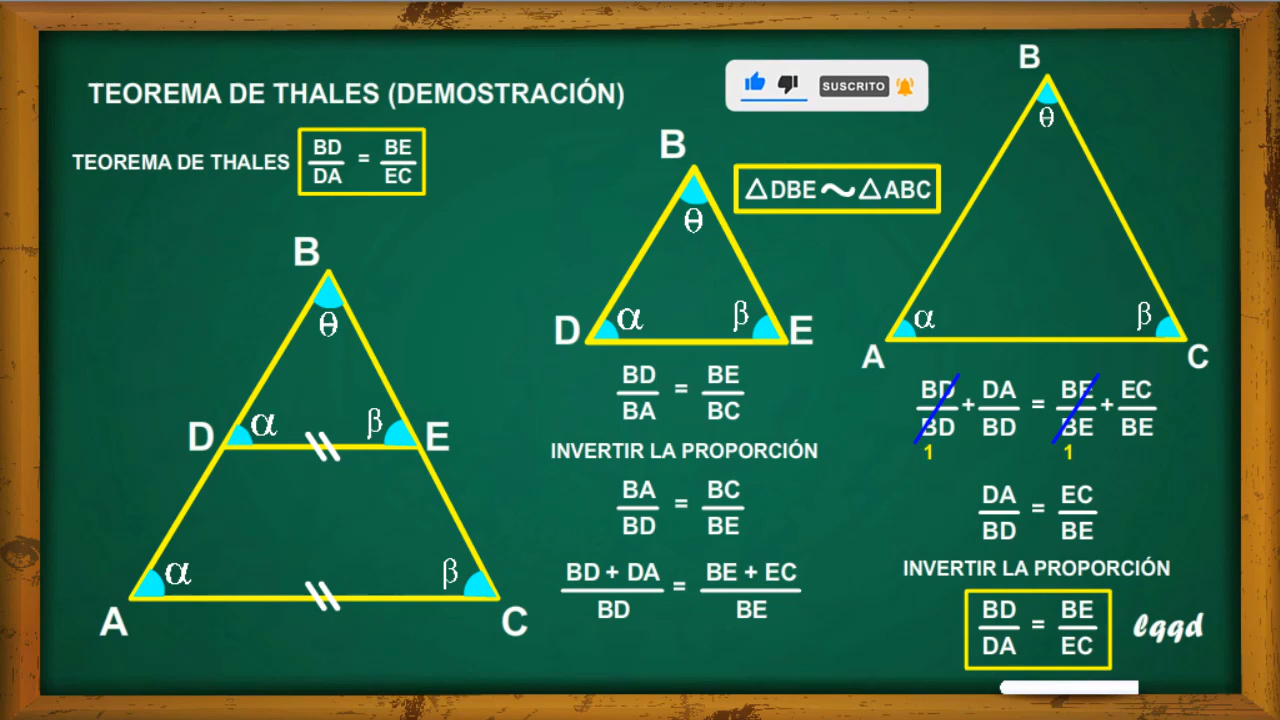 TEOREMA DE THALES (DEMOSTRACIÓN)
TEOREMA DE THALES BD/DA = BE/EC
B
θ
D α β E
A α β C
SUSCRITO
B
θ
△DBE ~ △ABC
D α β E
BD/BA = BE/BC
INVERTIR LA PROPORCIÓN
BA/BD = BC/BE
BD + DA/BD = BE + EC/BE
B
θ
A α β C
BD/BD + DA/BD = BE/BE + EC/BE
1 1
DA/BD = EC/BE
INVERTIR LA PROPORCIÓN
BD/DA = BE/EC lqqd